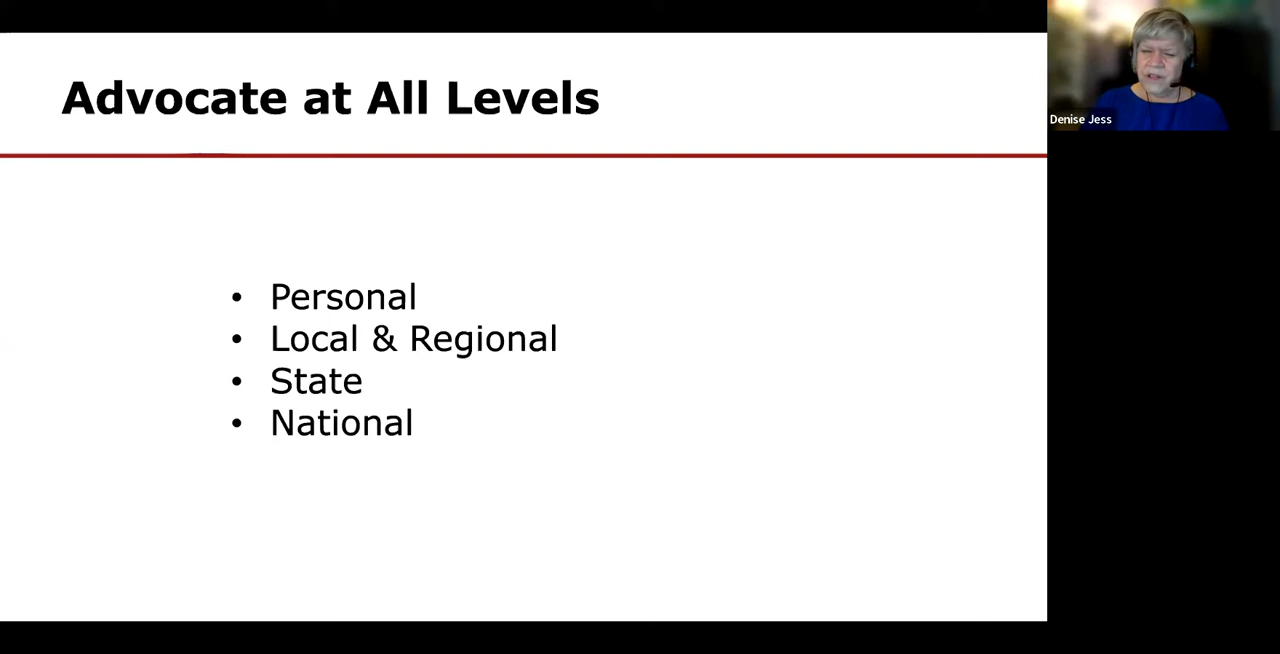 Advocate at All Levels
• Personal
• Local & Regional
• State
• National
Denise Jess